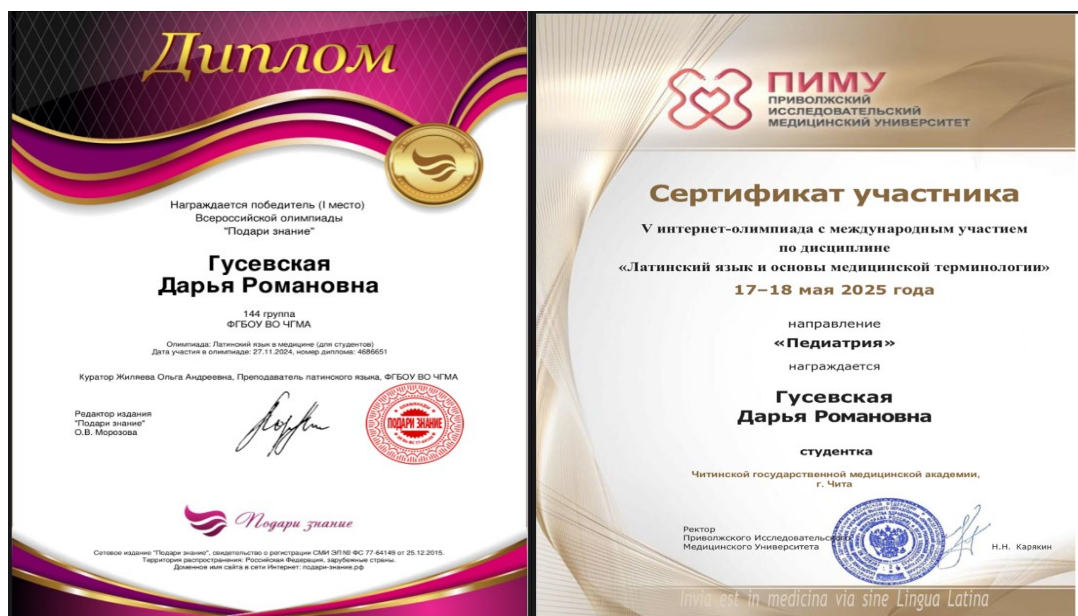 Диплом
Награждается победитель (I место)
Всероссийской олимпиады
"Подари знание"
Гусевская
Дарья Романовна
144 группа
ФГБОУ ВО ЧГМА
Олимпиада: Латинский язык в медицине (для студентов)
Дата участия в олимпиаде: 27.11.2024, номер диплома: 4686651
Куратор Жиляева Ольга Андреевна, Преподаватель латинского языка, ФГБОУ ВО ЧГМА
Редактор издания
"Подари знание"
О.В. Морозова
ПОДАРИ ЗНАНИЕ
Подари знание
Сетевое издание "Подари знание", свидетельство о регистрации СМИ ЭЛ № ФС 77-64149 от 25.12.2015.
Территория распространения: Российская Федерация, зарубежные страны.
Доменное имя сайта в сети Интернет: подари-знание.рф
ПИМУ
ПРИВОЛЖСКИЙ
ИССЛЕДОВАТЕЛЬСКИЙ
МЕДИЦИНСКИЙ УНИВЕРСИТЕТ
Сертификат участника
V интернет-олимпиада с международным участием
по дисциплине
«Латинский язык и основы медицинской терминологии»
17–18 мая 2025 года
направление
«Педиатрия»
награждается
Гусевская
Дарья Романовна
студентка
Читинской государственной медицинской академии,
г. Чита
Ректор
Приволжского Исследовательского
Медицинского Университета
Н.Н. Карякин
Invia est in medicina via sine Lingua Latina